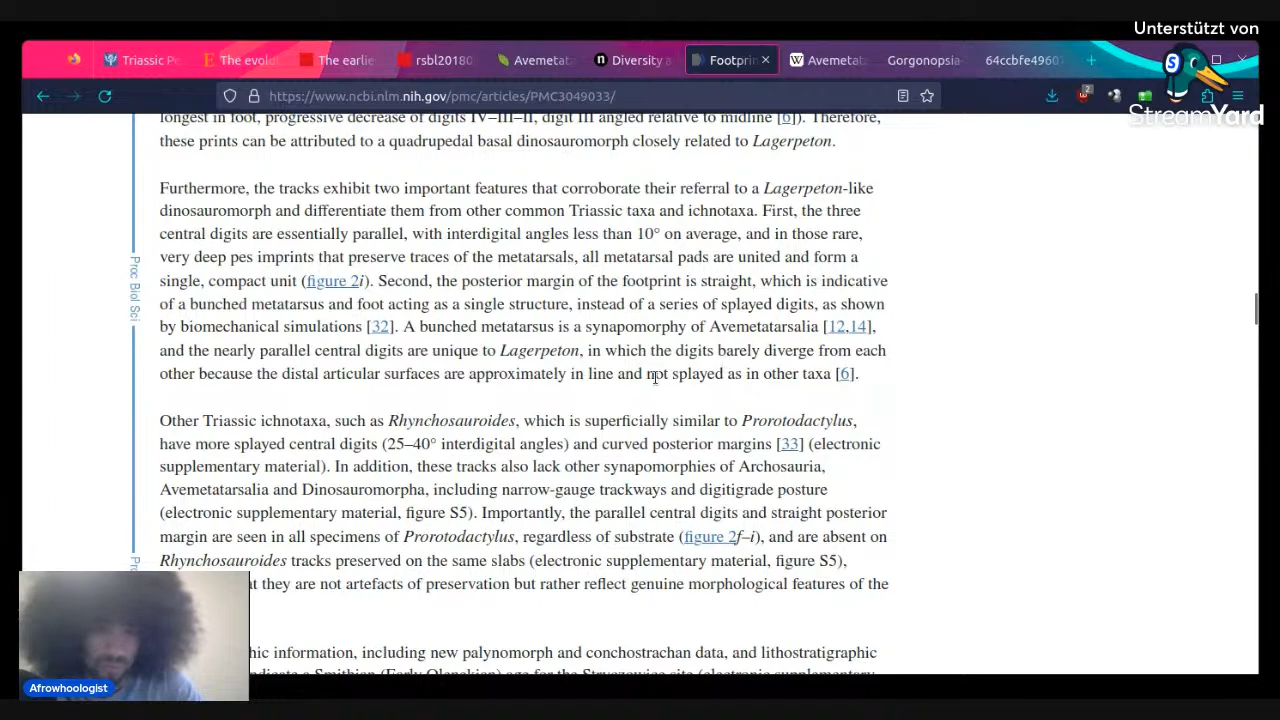 Unterstützt von
StreamYard
Triassic Pe
The evolu
The earlie
rsbl20180
Avemetata
Diversity a
Footprin
Avemetata
Gorgonopsia
64ccbfe4960
https://www.ncbi.nlm.nih.gov/pmc/articles/PMC3049033/
2
longest in foot, progressive decrease of digits IV–III–II, digit III angled relative to midline [6]). Therefore,
these prints can be attributed to a quadrupedal basal dinosauromorph closely related to Lagerpeton.
Furthermore, the tracks exhibit two important features that corroborate their referral to a Lagerpeton-like
dinosauromorph and differentiate them from other common Triassic taxa and ichnotaxa. First, the three
central digits are essentially parallel, with interdigital angles less than 10° on average, and in those rare,
very deep pes imprints that preserve traces of the metatarsals, all metatarsal pads are united and form a
single, compact unit (figure 2i). Second, the posterior margin of the footprint is straight, which is indicative
of a bunched metatarsus and foot acting as a single structure, instead of a series of splayed digits, as shown
by biomechanical simulations [32]. A bunched metatarsus is a synapomorphy of Avemetatarsalia [12,14],
and the nearly parallel central digits are unique to Lagerpeton, in which the digits barely diverge from each
other because the distal articular surfaces are approximately in line and not splayed as in other taxa [6].
Other Triassic ichnotaxa, such as Rhynchosauroides, which is superficially similar to Prorotodactylus,
have more splayed central digits (25–40° interdigital angles) and curved posterior margins [33] (electronic
supplementary material). In addition, these tracks also lack other synapomorphies of Archosauria,
Avemetatarsalia and Dinosauromorpha, including narrow-gauge trackways and digitigrade posture
(electronic supplementary material, figure S5). Importantly, the parallel central digits and straight posterior
margin are seen in all specimens of Prorotodactylus, regardless of substrate (figure 2f–i), and are absent on
Rhynchosauroides tracks preserved on the same slabs (electronic supplementary material, figure S5),
t they are not artefacts of preservation but rather reflect genuine morphological features of the
hic information, including new palynomorph and conchostrachan data, and lithostratigraphic
ndicate a Smithian (Early Olenekian) age for the Stryczowice site (electronic supplementary
Proc Biol Sci
Afrowhoologist